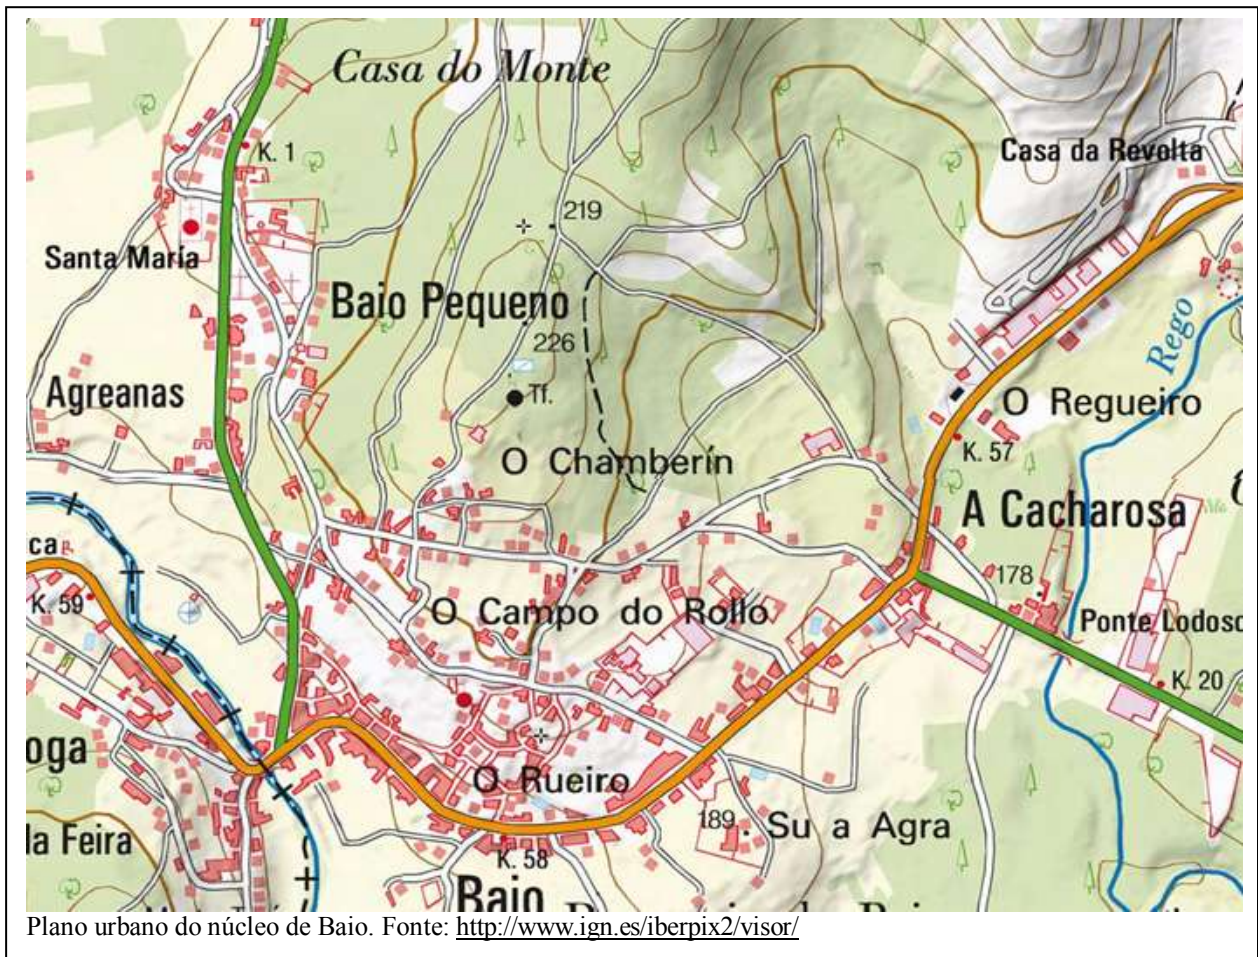 Casa do Monte
K. 1
Casa da Revolta
219
Santa María
Baio Pequeno
Rego
226
Agreanas
Tf.
O Regueiro
O Chamberín
K. 57
A Cacharosa
ca
178
K. 59
O Campo do Rollo
Ponte Lodoso
K. 20
oga
O Rueiro
189
Su a Agra
la Feira
K. 58
Baio
Plano urbano do núcleo de Baio. Fonte: http://www.ign.es/iberpix2/visor/